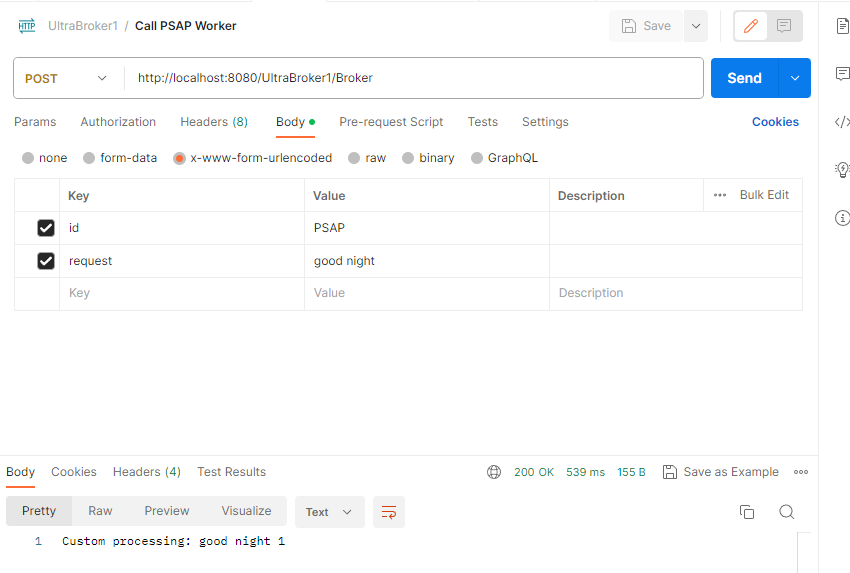 HTTP UltraBroker1 / Call PSAP Worker Save
POST http://localhost:8080/UltraBroker1/Broker Send
Params Authorization Headers (8) Body Pre-request Script Tests Settings Cookies
none form-data x-www-form-urlencoded raw binary GraphQL
Key Value Description ••• Bulk Edit
id PSAP
request good night
Key Value Description
Body Cookies Headers (4) Test Results 200 OK 539 ms 155 B Save as Example
Pretty Raw Preview Visualize Text
1 Custom processing: good night 1